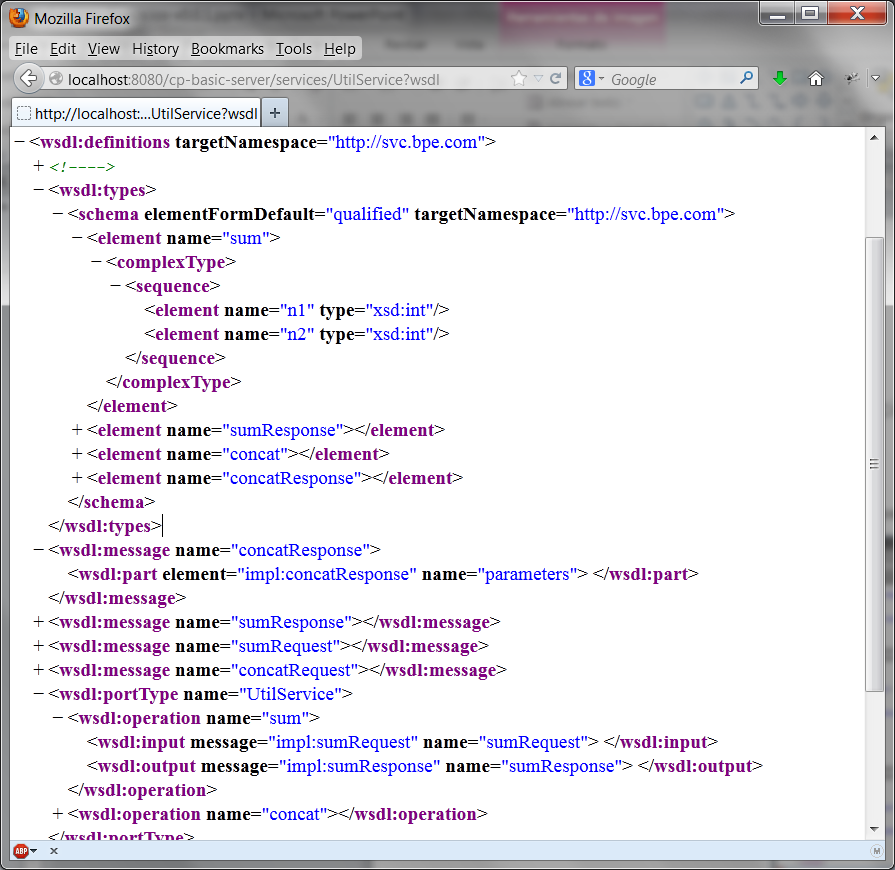 Mozilla Firefox
File Edit View History Bookmarks Tools Help
localhost:8080/cp-basic-server/services/UtilService?wsdl
Google
http://localhost:...UtilService?wsdl
− <wsdl:definitions targetNamespace="http://svc.bpe.com">
+ <!---->
− <wsdl:types>
− <schema elementFormDefault="qualified" targetNamespace="http://svc.bpe.com">
− <element name="sum">
− <complexType>
− <sequence>
<element name="n1" type="xsd:int"/>
<element name="n2" type="xsd:int"/>
</sequence>
</complexType>
</element>
+ <element name="sumResponse"></element>
+ <element name="concat"></element>
+ <element name="concatResponse"></element>
</schema>
</wsdl:types>
− <wsdl:message name="concatResponse">
<wsdl:part element="impl:concatResponse" name="parameters"> </wsdl:part>
</wsdl:message>
+ <wsdl:message name="sumResponse"></wsdl:message>
+ <wsdl:message name="sumRequest"></wsdl:message>
+ <wsdl:message name="concatRequest"></wsdl:message>
− <wsdl:portType name="UtilService">
− <wsdl:operation name="sum">
<wsdl:input message="impl:sumRequest" name="sumRequest"> </wsdl:input>
<wsdl:output message="impl:sumResponse" name="sumResponse"> </wsdl:output>
</wsdl:operation>
+ <wsdl:operation name="concat"></wsdl:operation>
</wsdl:portType>
ABP